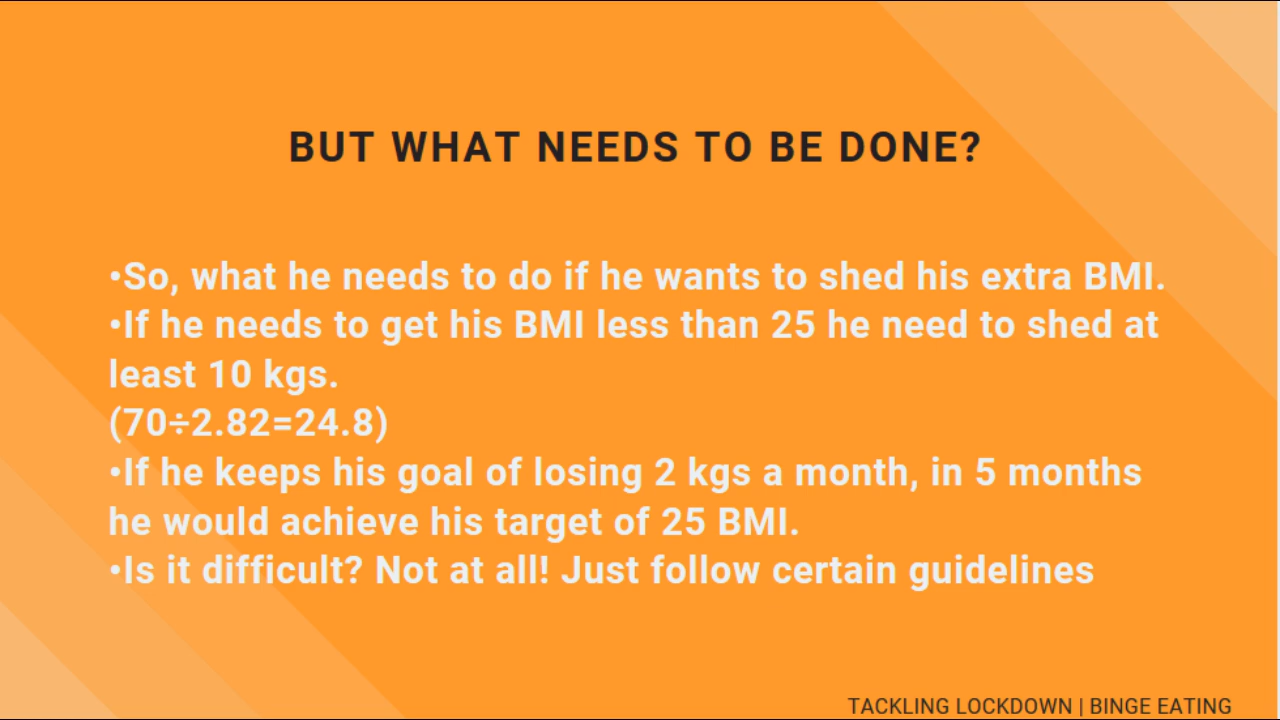 BUT WHAT NEEDS TO BE DONE?
•So, what he needs to do if he wants to shed his extra BMI.
•If he needs to get his BMI less than 25 he need to shed at
least 10 kgs.
(70÷2.82=24.8)
•If he keeps his goal of losing 2 kgs a month, in 5 months
he would achieve his target of 25 BMI.
•Is it difficult? Not at all! Just follow certain guidelines
TACKLING LOCKDOWN | BINGE EATING